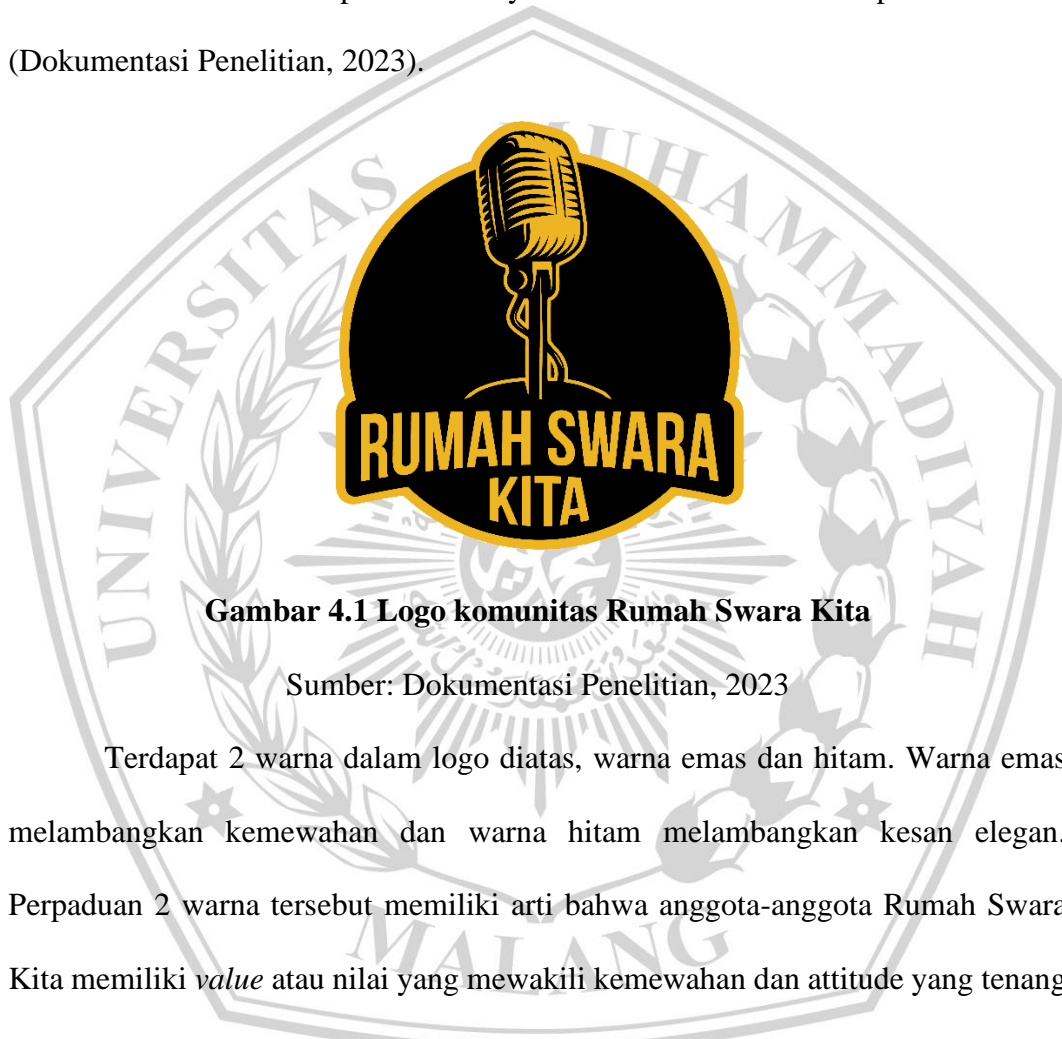 (Dokumentasi Penelitian, 2023).
UNIVERSITAS MUHAMMADIYAH
MALANG
RUMAH SWARA
KITA
Gambar 4.1 Logo komunitas Rumah Swara Kita
Sumber: Dokumentasi Penelitian, 2023
Terdapat 2 warna dalam logo diatas, warna emas dan hitam. Warna emas
melambangkan kemewahan dan warna hitam melambangkan kesan elegan.
Perpaduan 2 warna tersebut memiliki arti bahwa anggota-anggota Rumah Swara
Kita memiliki value atau nilai yang mewakili kemewahan dan attitude yang tenang